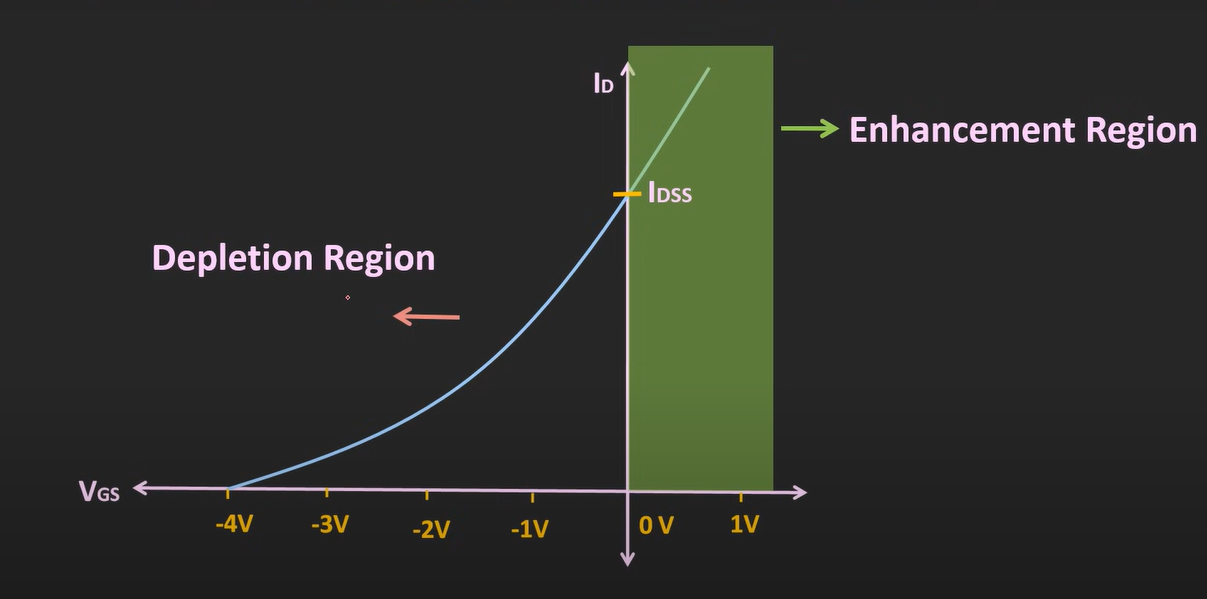 ID
Enhancement Region
IDSS
Depletion Region
VGS
-4V
-3V
-2V
-1V
0 V
1V